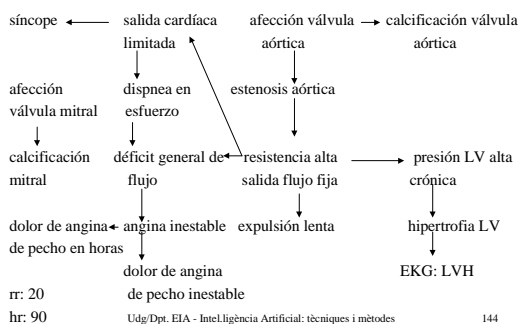 síncope
salida cardíaca
limitada
afección válvula
aórtica
calcificación válvula
aórtica
afección
válvula mitral
dispnea en
esfuerzo
estenosis aórtica
calcificación
mitral
déficit general de
flujo
resistencia alta
salida flujo fija
presión LV alta
crónica
dolor de angina
de pecho en horas
angina inestable
expulsión lenta
hipertrofia LV
dolor de angina
de pecho inestable
EKG: LVH
rr: 20
hr: 90
Udg/Dpt. EIA - Intel.ligència Artificial: tècniques i mètodes
144